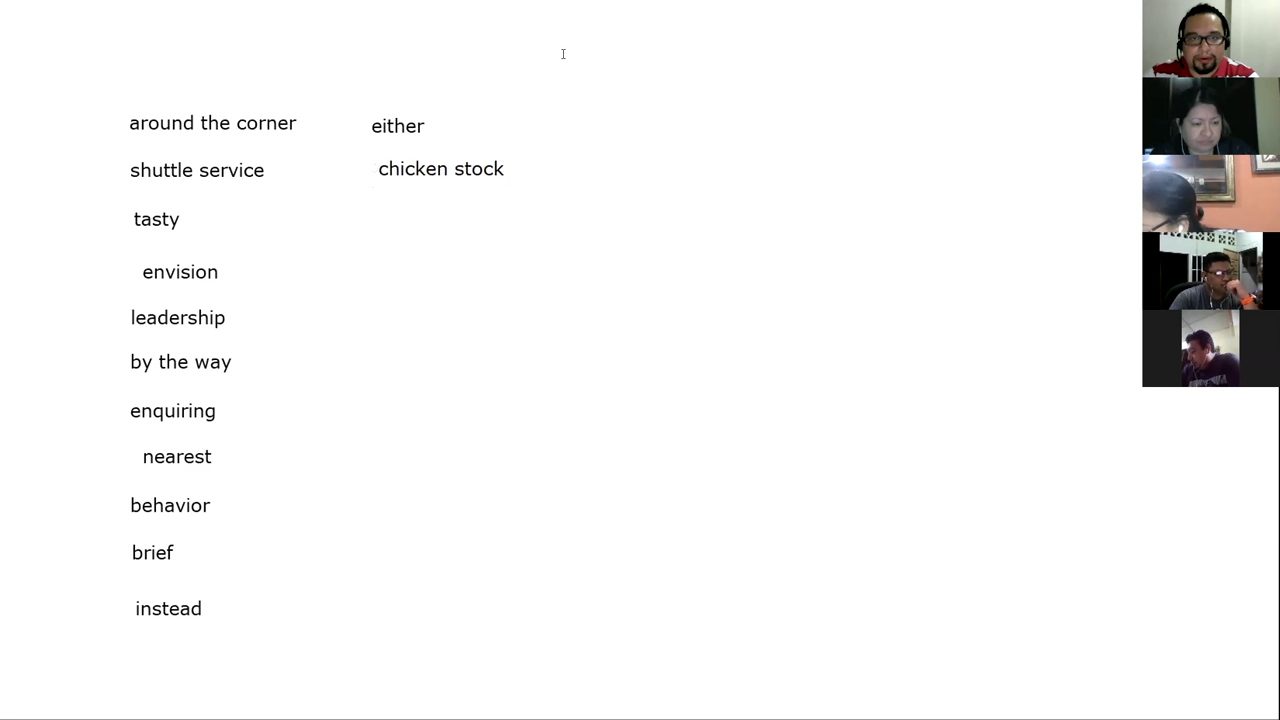 around the corner
shuttle service
tasty
envision
leadership
by the way
enquiring
nearest
behavior
brief
instead
either
chicken stock